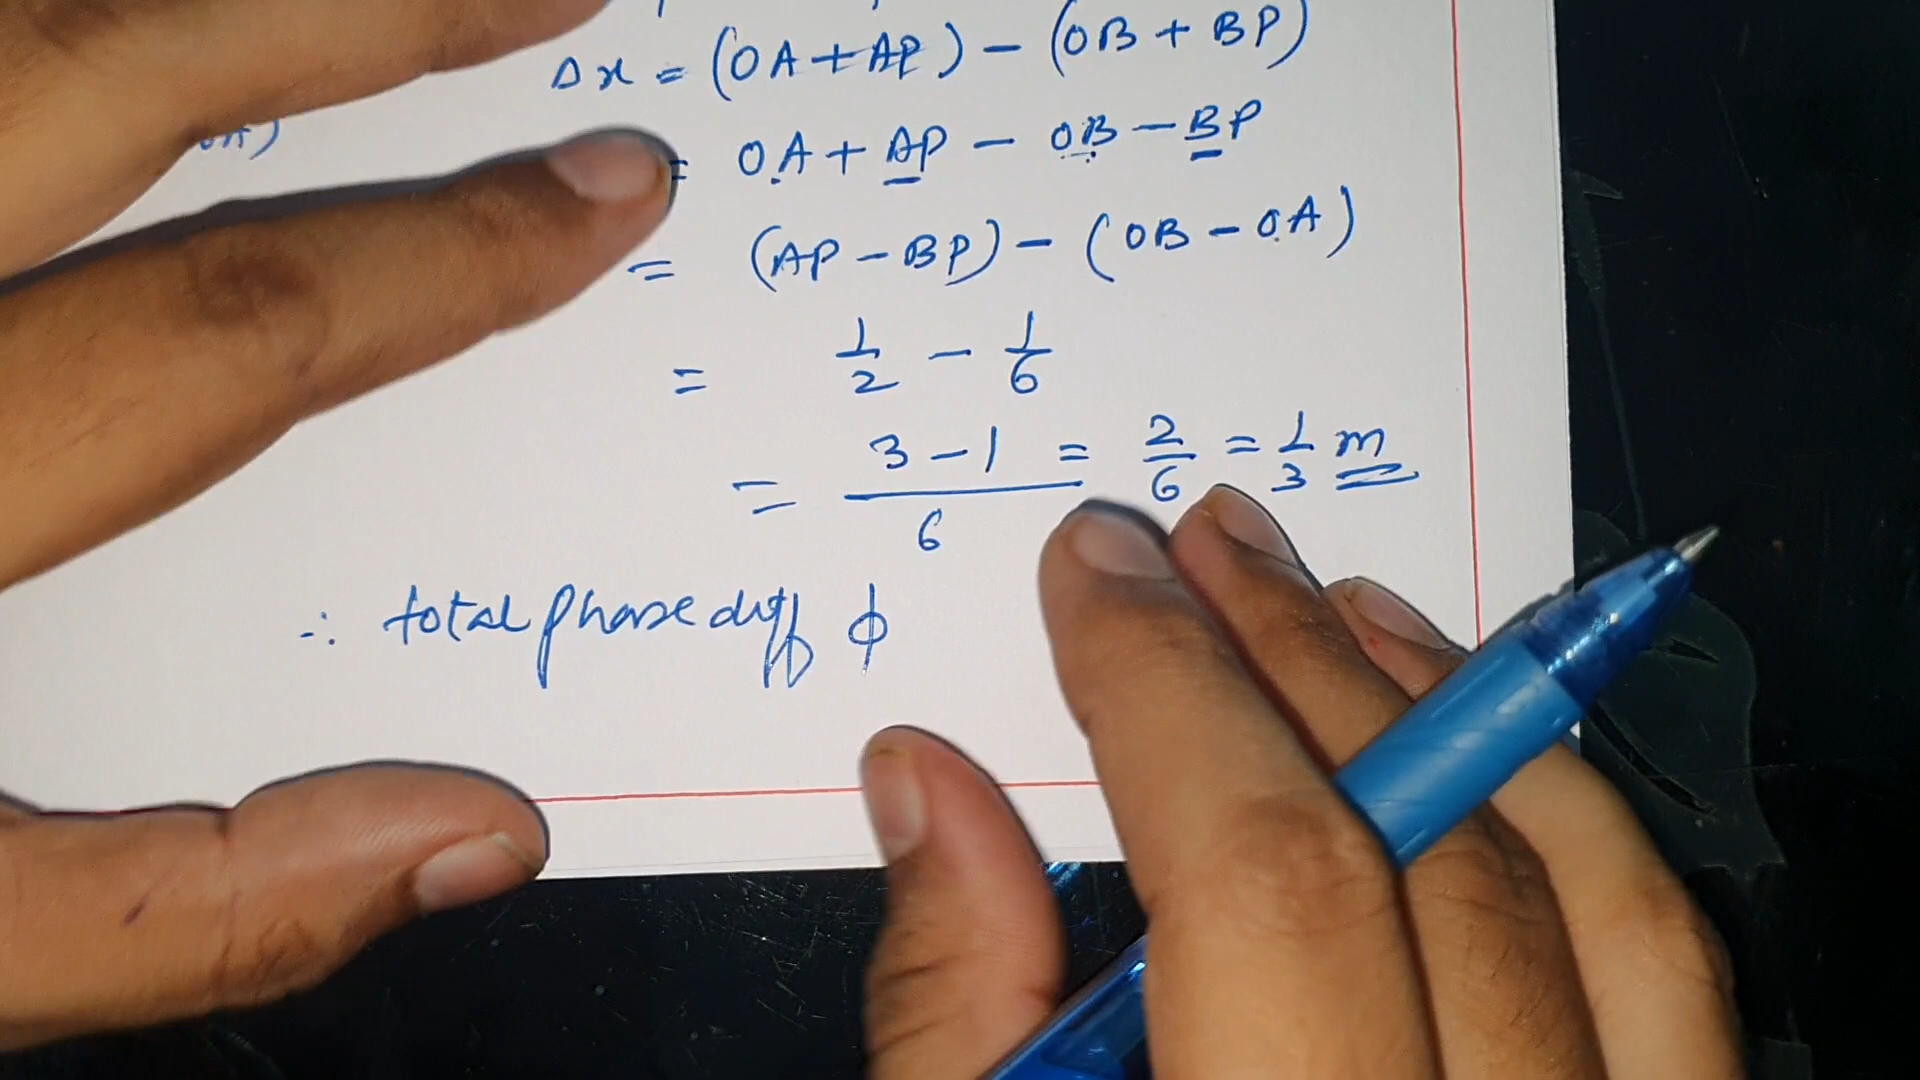 Δx = (OA + AP) - (OB + BP)
OA)
= OA + AP - OB - BP
= (AP - BP) - (OB - OA)
= 1/2 - 1/6
= 3 - 1 / 6 = 2/6 = 1/3 m
∴ total phase diff ϕ